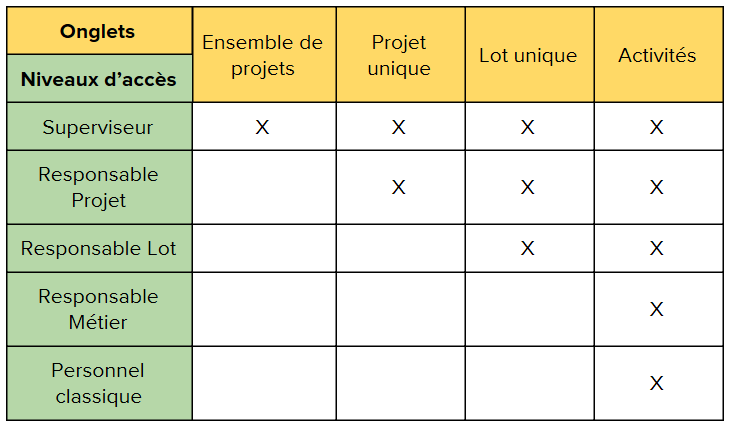 Onglets
Niveaux d'accès
Ensemble de
projets
Projet
unique
Lot unique
Activités
Superviseur
X X X X
Responsable
Projet
X X X
Responsable Lot
X X
Responsable
Métier
X
Personnel
classique
X